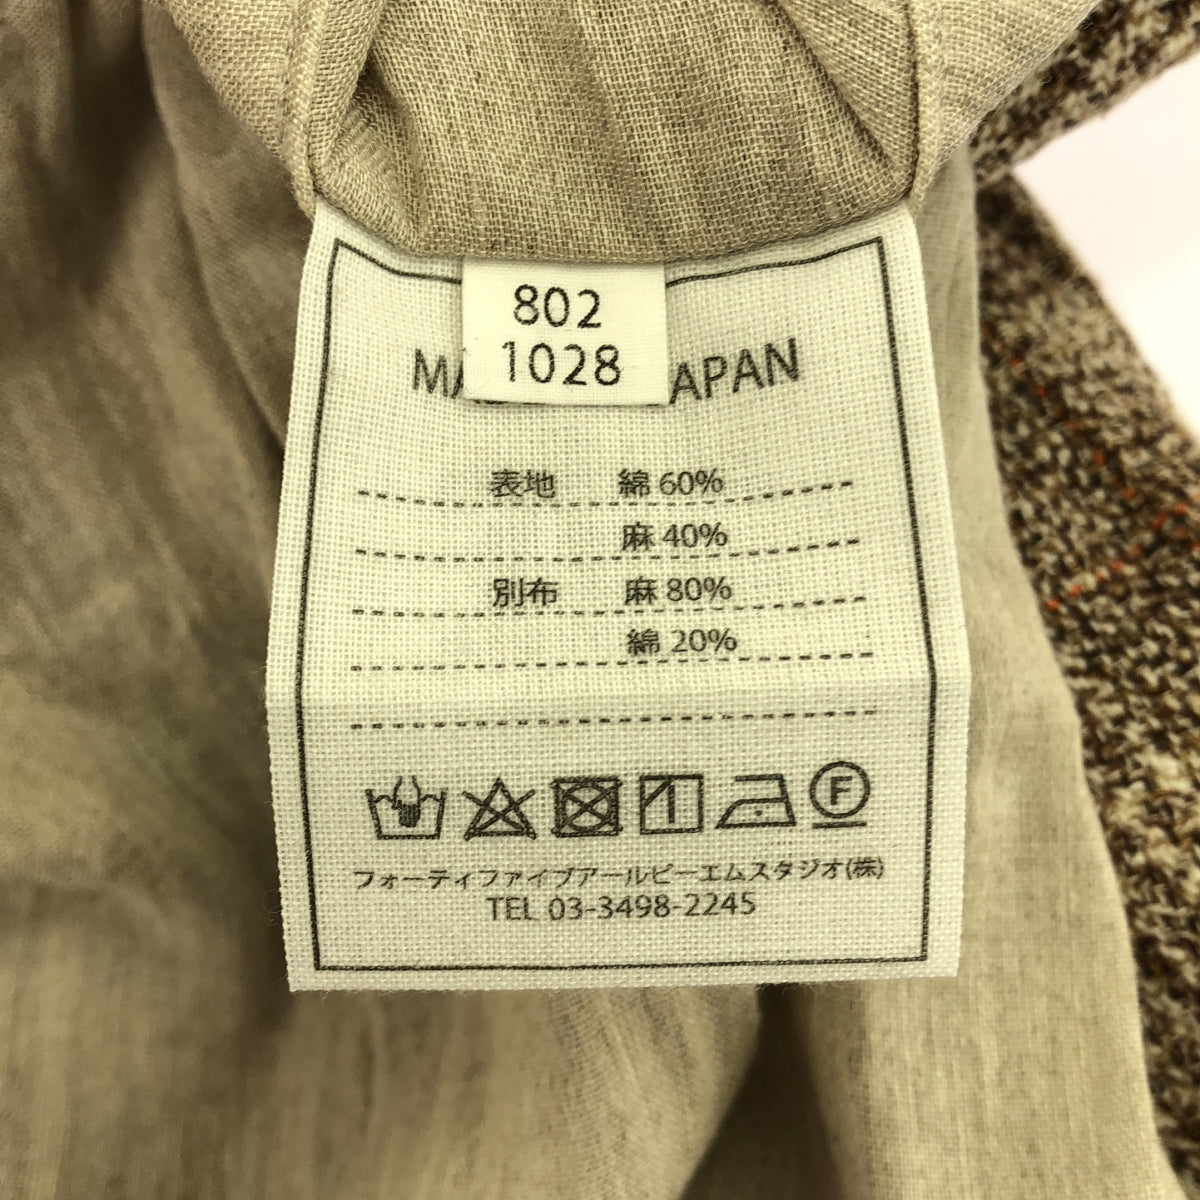 802
1028
MA APAN
表地 綿 60%
麻 40%
別布 麻 80%
綿 20%
F
フォーティファイブアールピーエムスタジオ(株)
TEL 03-3498-2245